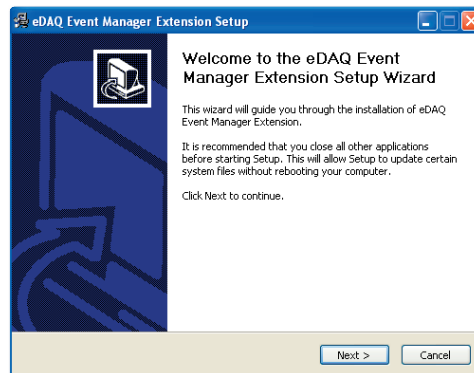 eDAQ Event Manager Extension Setup
Welcome to the eDAQ Event
Manager Extension Setup Wizard
This wizard will guide you through the installation of eDAQ
Event Manager Extension.
It is recommended that you close all other applications
before starting Setup. This will allow Setup to update certain
system files without rebooting your computer.
Click Next to continue.
Next >
Cancel